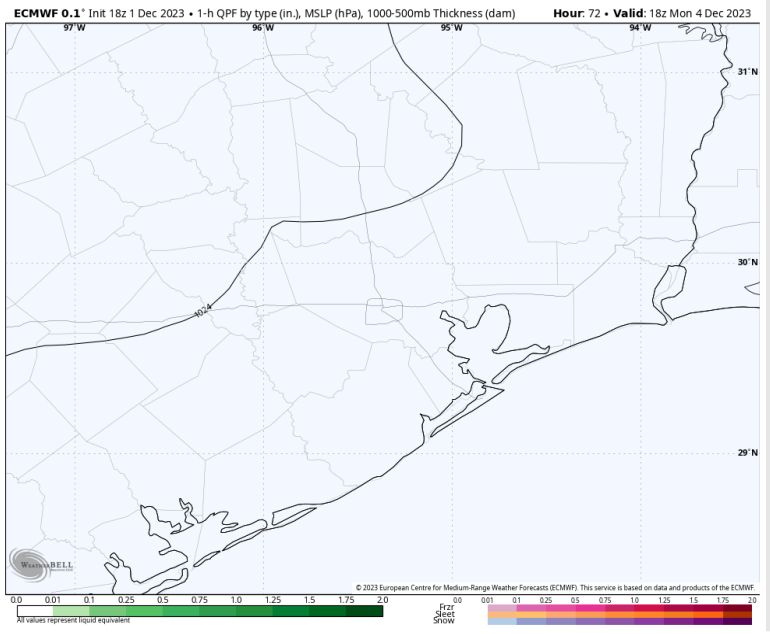 ECMWF 0.1° Init 18z 1 Dec 2023 • 1-h QPF by type (in.), MSLP (hPa), 1000-500mb Thickness (dam) Hour: 72 • Valid: 18z Mon 4 Dec 2023
97°W 96°W 95°W 94°W
31°N
30°N
1024
29°N
WEATHERBELL
© 2023 European Centre for Medium-Range Weather Forecasts (ECMWF). This service is based on data and products of the ECMWF.
0.0 0.01 0.1 0.25 0.5 0.75 1.0 1.25 1.5 1.75 2.0
0.0 0.01 0.1 0.25 0.5 0.75 1.0 1.25 1.5 1.75 2.0
Frzr
Sleet
Snow
All values represent liquid equivalent